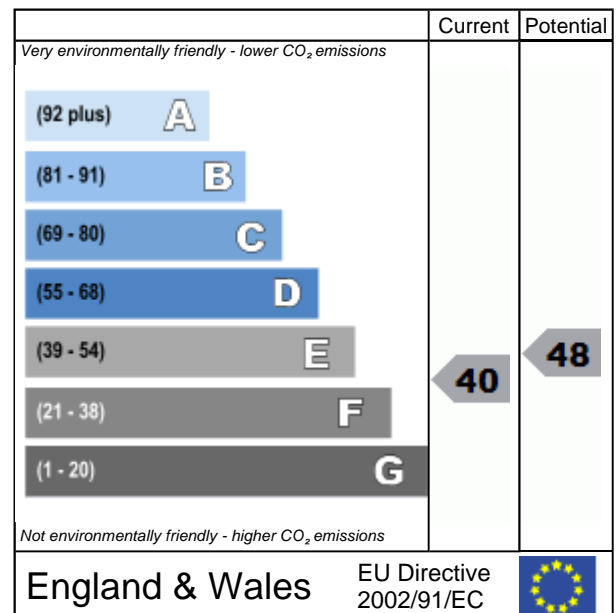 Current Potential
Very environmentally friendly - lower CO₂ emissions
(92 plus) A
(81 - 91) B
(69 - 80) C
(55 - 68) D
(39 - 54) E
48
40
(21 - 38) F
(1 - 20) G
Not environmentally friendly - higher CO₂ emissions
England & Wales
EU Directive
2002/91/EC